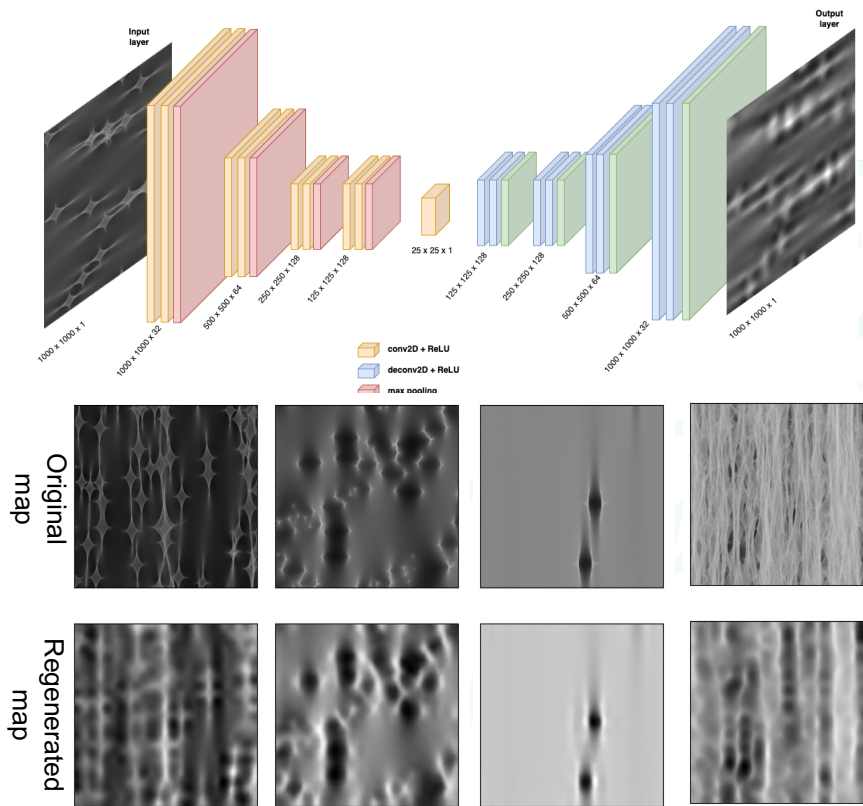 Input
layer
Output
layer
1000 x 1000 x 1
1000 x 1000 x 32
500 x 500 x 64
250 x 250 x 128
125 x 125 x 128
25 x 25 x 1
125 x 125 x 128
250 x 250 x 128
500 x 500 x 64
1000 x 1000 x 32
1000 x 1000 x 1
conv2D + ReLU
deconv2D + ReLU
max pooling
Original
map
Regenerated
map